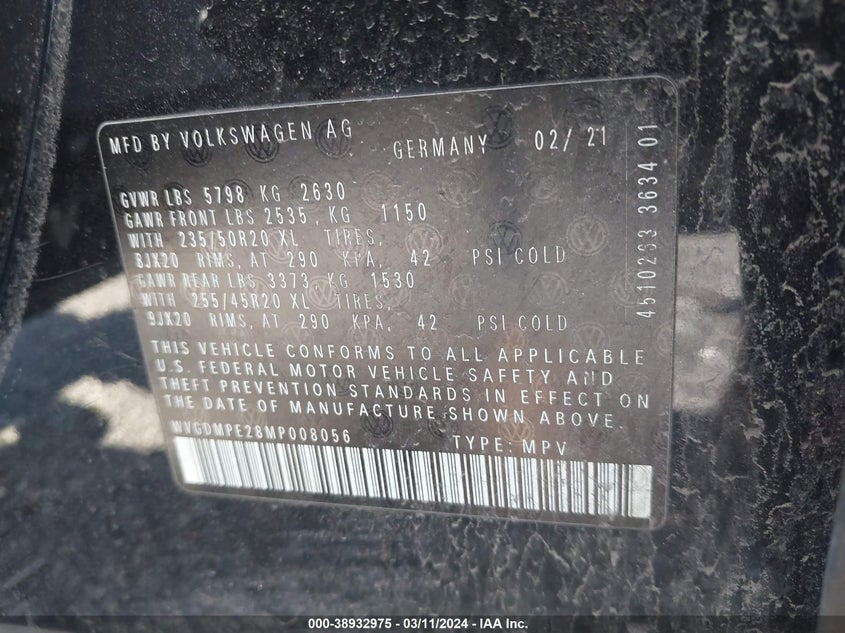 MFD BY VOLKSWAGEN AG GERMANY 02/ 21
GVWR LBS 5798 KG 2630
GAWR FRONT LBS 2535, KG 1150
WITH 235/50R20 XL TIRES,
8JX20 RIMS, AT 290 KPA, 42 PSI COLD
GAWR REAR LBS 3373 KG 1530
WITH 255/45R20 XL TIRES,
9JX20 RIMS, AT 290 KPA, 42 PSI COLD
THIS VEHICLE CONFORMS TO ALL APPLICABLE
U.S. FEDERAL MOTOR VEHICLE SAFETY AND
THEFT PREVENTION STANDARDS IN EFFECT ON
THE DATE OF MANUFACTURE SHOWN ABOVE.
WVGDMPE28MP008056 TYPE: MPV
4510263 3634 01
000-38932975 - 03/11/2024 - IAA Inc.